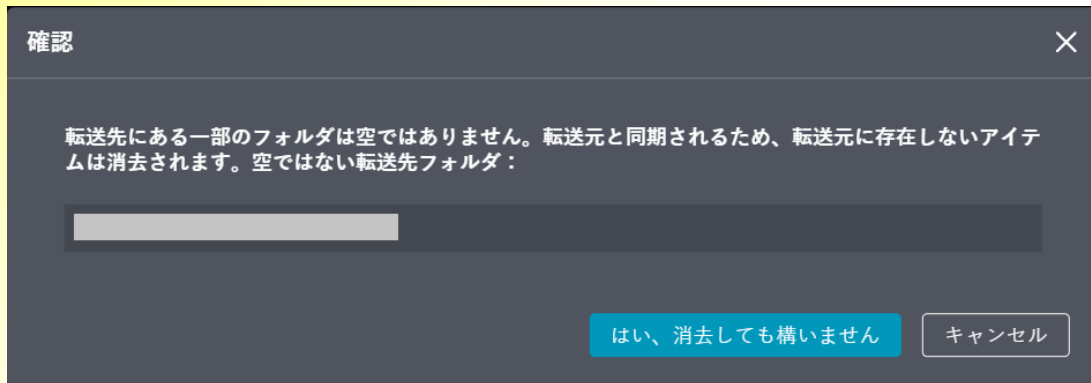 確認
転送先にある一部のフォルダは空ではありません。転送元と同期されるため、転送元に存在しないアイテ
ムは消去されます。空ではない転送先フォルダ：
はい、消去しても構いません
キャンセル